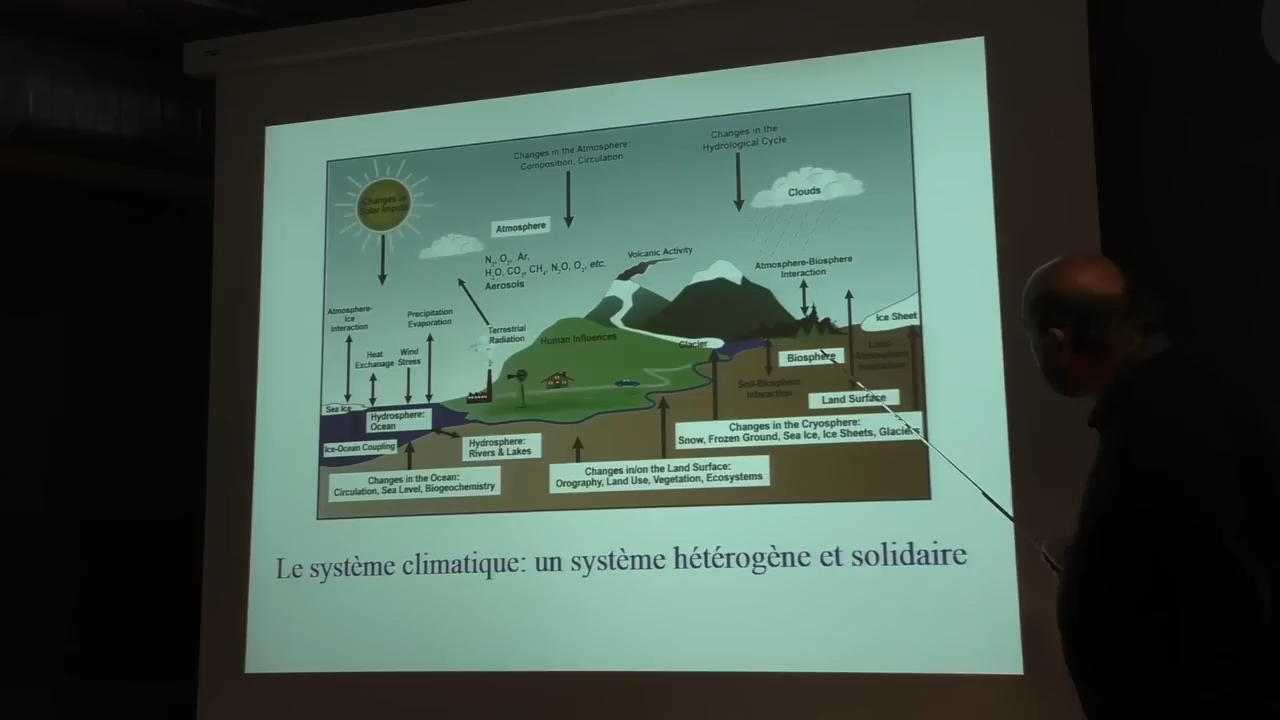 Changes in the Atmosphere:
Composition, Circulation
Changes in the
Hydrological Cycle
Changes in
Solar Inputs
Clouds
Atmosphere
N2, O2, Ar,
H2O, CO2, CH4, N2O, O3, etc.
Aerosols
Volcanic Activity
Atmosphere-Biosphere
Interaction
Atmosphere-
Ice
Interaction
Precipitation
Evaporation
Terrestrial
Radiation
Human Influences
Glacier
Ice Sheet
Heat
Exchange
Wind
Stress
Biosphere
Land-
Atmosphere
Interaction
Soil-Biosphere
Interaction
Land Surface
Sea Ice
Hydrosphere:
Ocean
Ice-Ocean Coupling
Hydrosphere:
Rivers & Lakes
Changes in the Cryosphere:
Snow, Frozen Ground, Sea Ice, Ice Sheets, Glaciers
Changes in the Ocean:
Circulation, Sea Level, Biogeochemistry
Changes in/on the Land Surface:
Orography, Land Use, Vegetation, Ecosystems
Le système climatique: un système hétérogène et solidaire